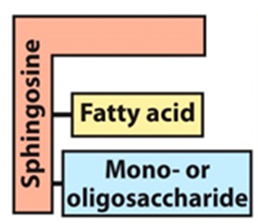 Sphingosine
Fatty acid
Mono- or
oligosaccharide